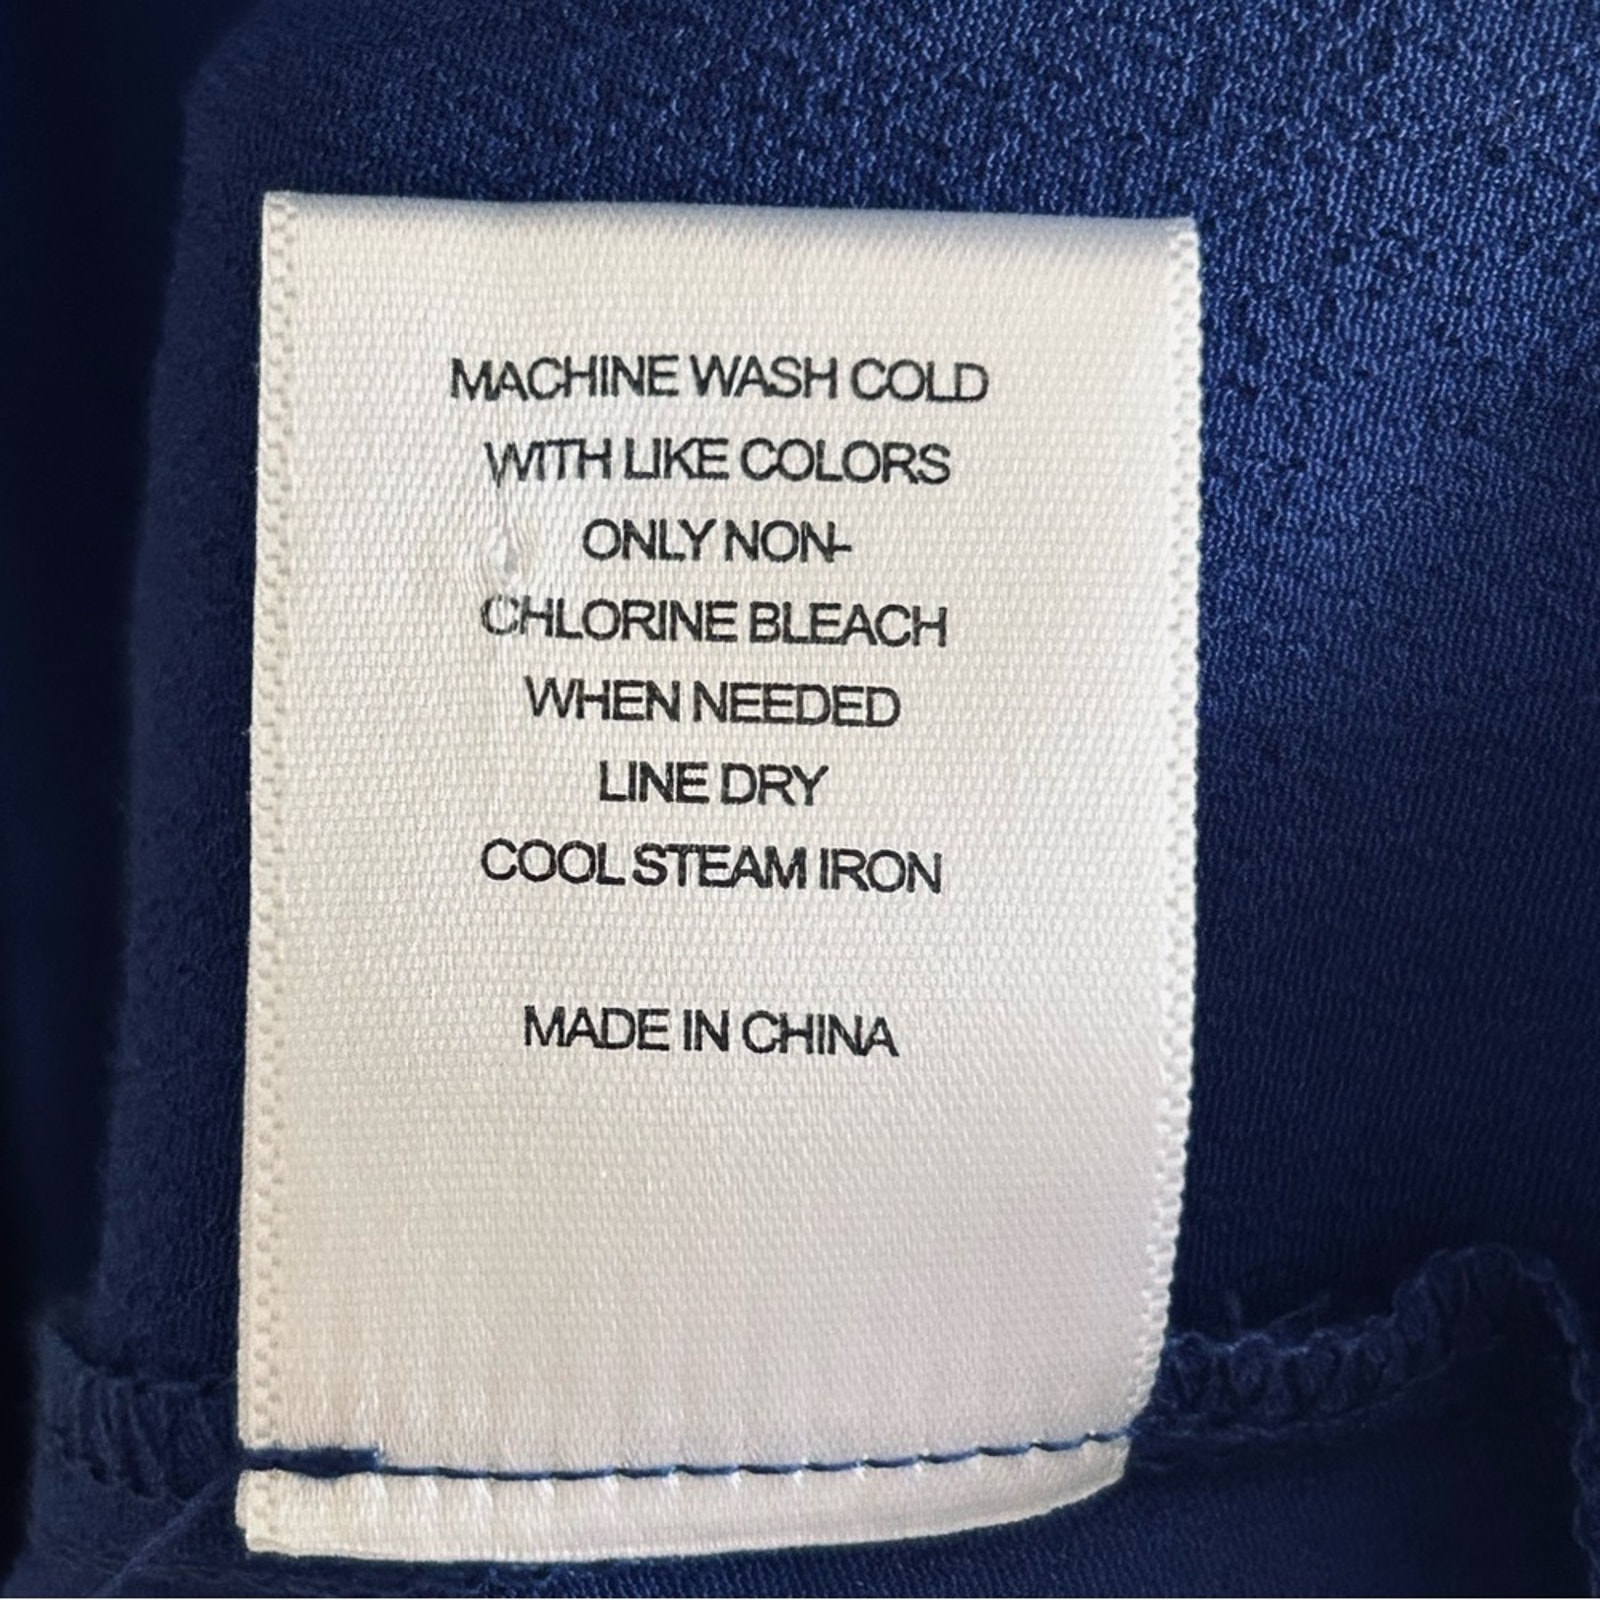 MACHINE WASH COLD
WITH LIKE COLORS
ONLY NON-
CHLORINE BLEACH
WHEN NEEDED
LINE DRY
COOL STEAM IRON
MADE IN CHINA